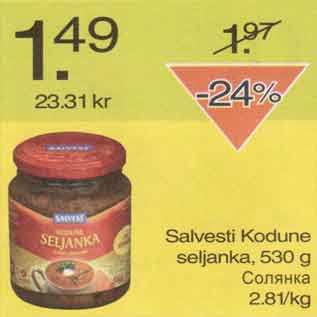 1.49
1.97
23.31 kr
-24%
SALVEST
SALVEST
KODUNE
SELJANKA
Salvesti Kodune
seljanka, 530 g
Солянка
2.81/kg